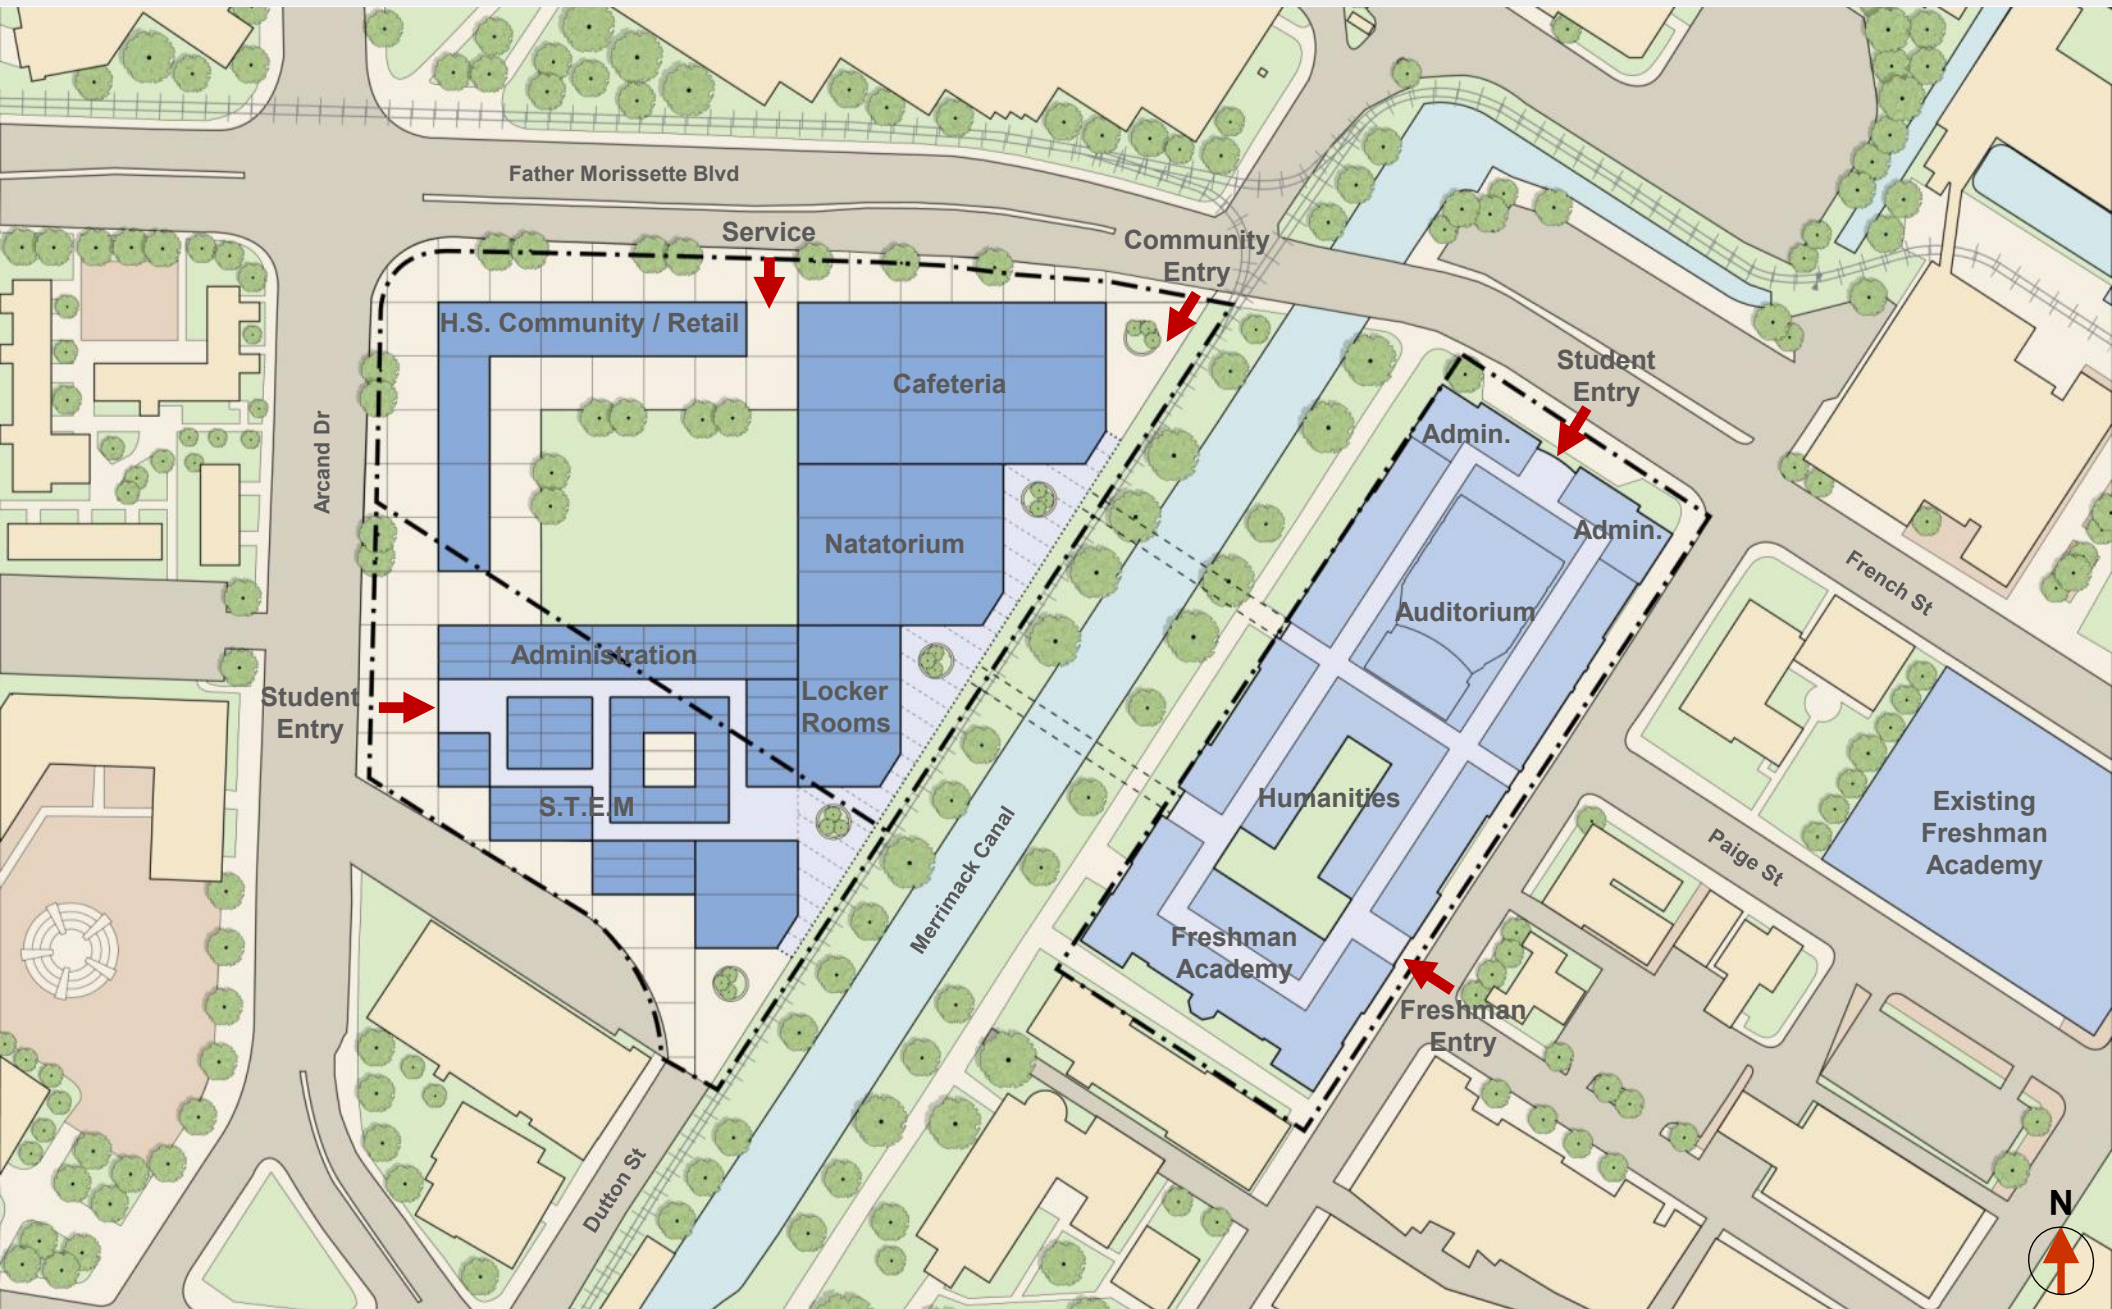 Father Morissette Blvd
Service
Community
Entry
H.S. Community / Retail
Cafeteria
Student
Entry
Admin.
Arcand Dr
Natatorium
Admin.
French St
Auditorium
Administration
Student
Entry
Locker
Rooms
S.T.E.M
Humanities
Merrimack Canal
Paige St
Existing
Freshman
Academy
Freshman
Academy
Freshman
Entry
Dutton St
N